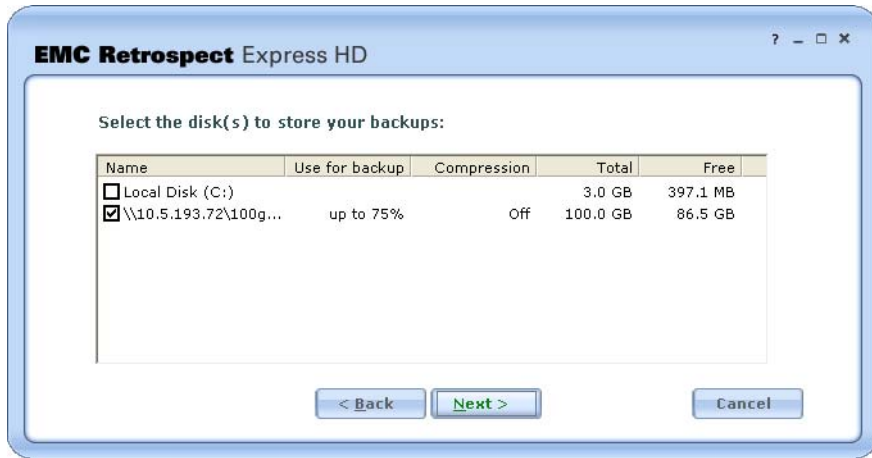 ? – □ ×
EMC Retrospect Express HD
Select the disk(s) to store your backups:
Name Use for backup Compression Total Free
Local Disk (C:) 3.0 GB 397.1 MB
\\10.5.193.72\100g... up to 75% Off 100.0 GB 86.5 GB
< Back Next > Cancel